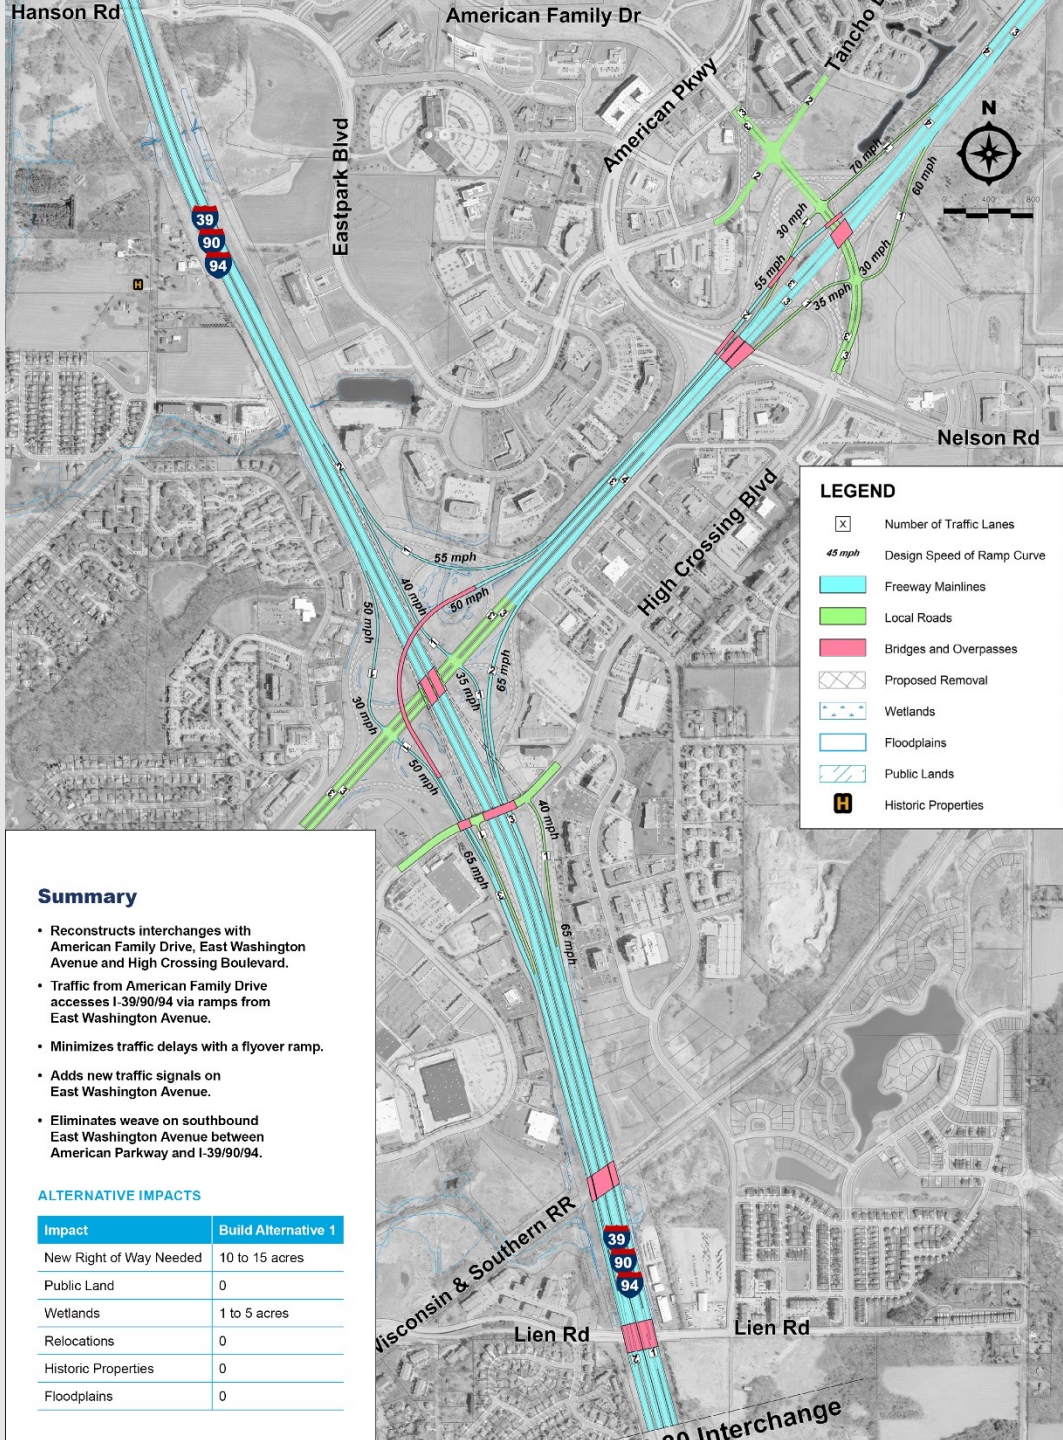 Hanson Rd
American Family Dr
Tancho
American Pkwy
Eastpark Blvd
N
400
800
39
90
94
H
70 mph
60 mph
30 mph
55 mph
30 mph
35 mph
Nelson Rd
High Crossing Blvd
55 mph
40 mph
50 mph
50 mph
35 mph
65 mph
30 mph
50 mph
40 mph
65 mph
65 mph
LEGEND
X Number of Traffic Lanes
45 mph Design Speed of Ramp Curve
Freeway Mainlines
Local Roads
Bridges and Overpasses
Proposed Removal
Wetlands
Floodplains
Public Lands
H Historic Properties
Summary
• Reconstructs interchanges with
American Family Drive, East Washington
Avenue and High Crossing Boulevard.
• Traffic from American Family Drive
accesses I-39/90/94 via ramps from
East Washington Avenue.
• Minimizes traffic delays with a flyover ramp.
• Adds new traffic signals on
East Washington Avenue.
• Eliminates weave on southbound
East Washington Avenue between
American Parkway and I-39/90/94.
ALTERNATIVE IMPACTS
Impact Build Alternative 1
New Right of Way Needed 10 to 15 acres
Public Land 0
Wetlands 1 to 5 acres
Relocations 0
Historic Properties 0
Floodplains 0
Wisconsin & Southern RR
39
90
94
Lien Rd
Lien Rd
30 Interchange